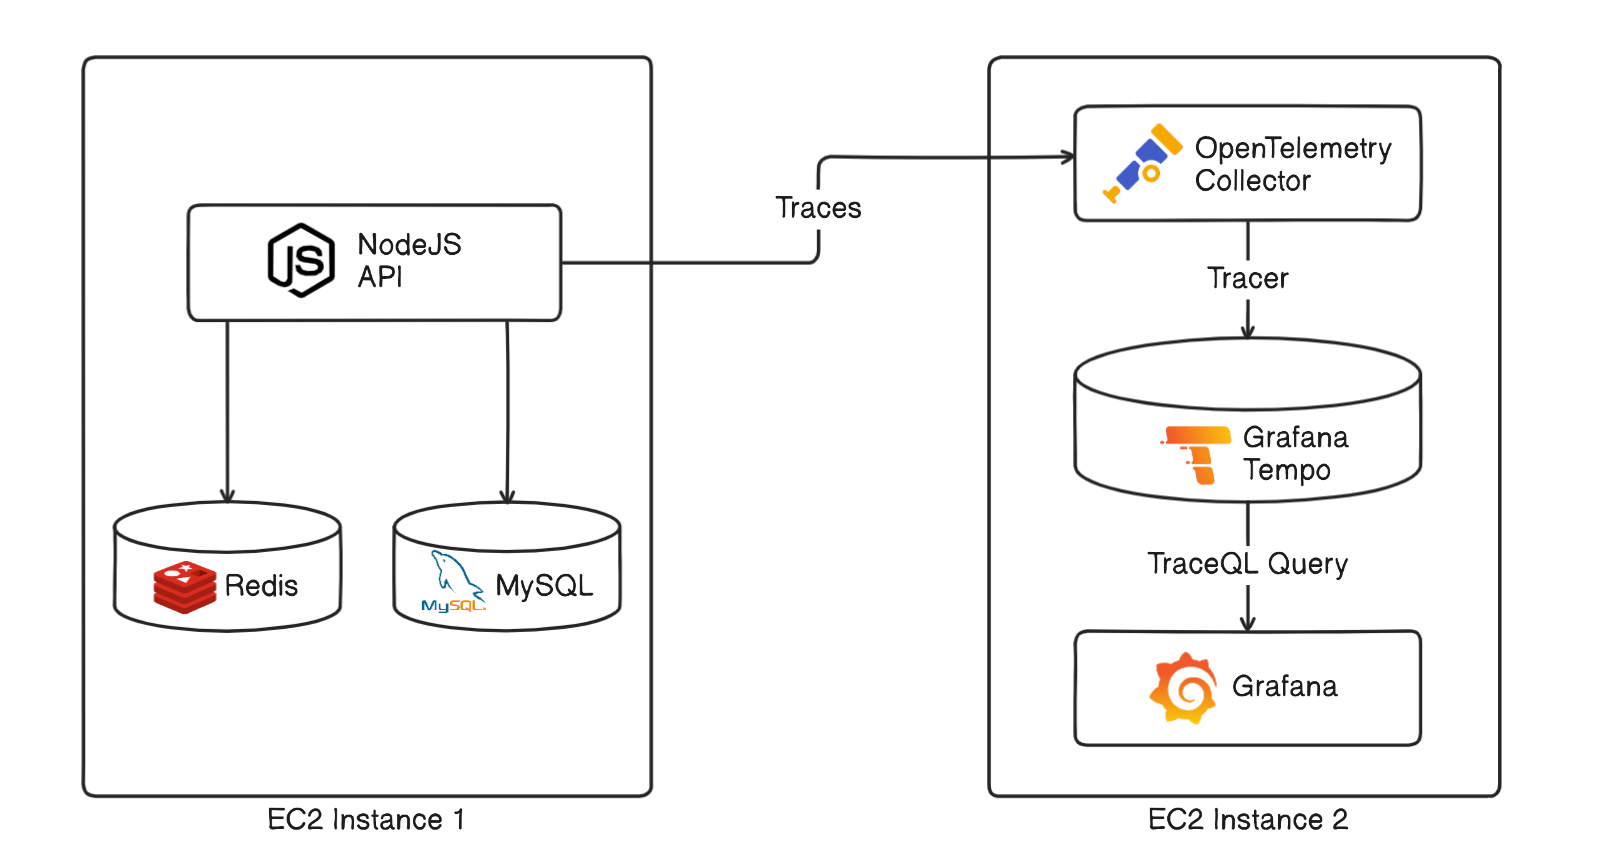 NodeJS
API
Traces
Redis
MySQL.
MySQL
EC2 Instance 1
OpenTelemetry
Collector
Tracer
Grafana
Tempo
TraceQL Query
Grafana
EC2 Instance 2
JS